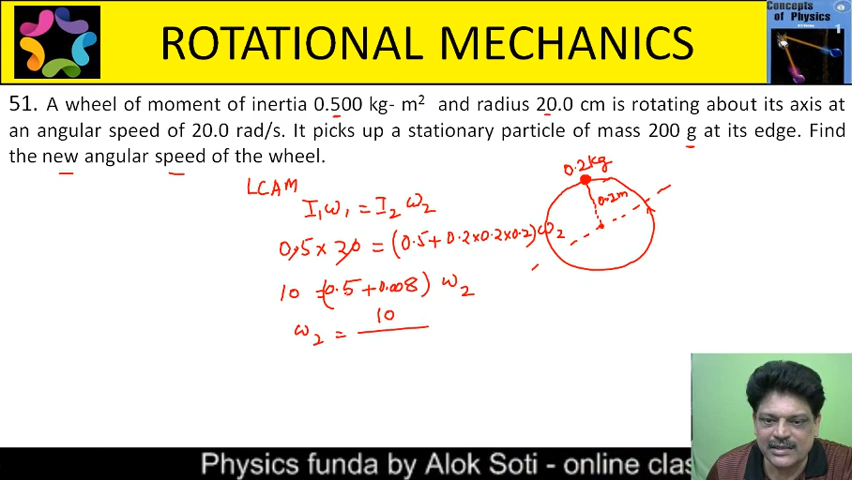 Concepts
of Physics
1
ROTATIONAL MECHANICS
51. A wheel of moment of inertia 0.500 kg- m² and radius 20.0 cm is rotating about its axis at
an angular speed of 20.0 rad/s. It picks up a stationary particle of mass 200 g at its edge. Find
the new angular speed of the wheel.
0.2kg
0.2m
LCAM
I₁ω₁ = I₂ω₂
0.5 × 20 = (0.5 + 0.2×0.2×0.2) ω₂
10 = (0.5 + 0.008) ω₂
ω₂ = 10
Physics funda by Alok Soti - online clas